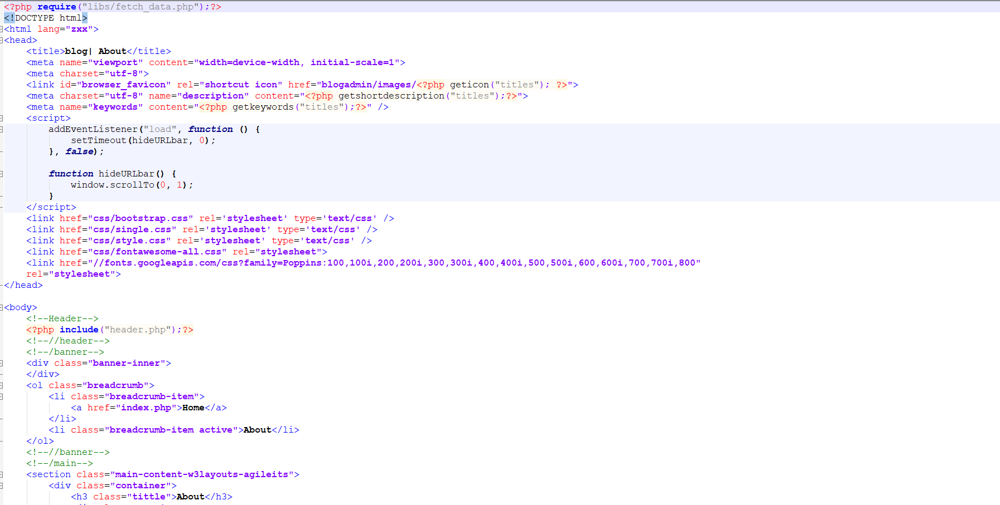 <?php require("libs/fetch_data.php");?>
<!DOCTYPE html>
<html lang="zxx">
<head>
    <title>blog| About</title>
    <meta name="viewport" content="width=device-width, initial-scale=1">
    <meta charset="utf-8">
    <link id="browser_favicon" rel="shortcut icon" href="blogadmin/images/<?php geticon("titles"); ?>">
    <meta charset="utf-8" name="description" content="<?php getshortdescription("titles");?>">
    <meta name="keywords" content="<?php getkeywords("titles");?>" />
    <script>
        addEventListener("load", function () {
            setTimeout(hideURLbar, 0);
        }, false);

        function hideURLbar() {
            window.scrollTo(0, 1);
        }
    </script>
    <link href="css/bootstrap.css" rel='stylesheet' type='text/css' />
    <link href="css/single.css" rel='stylesheet' type='text/css' />
    <link href="css/style.css" rel='stylesheet' type='text/css' />
    <link href="css/fontawesome-all.css" rel="stylesheet">
    <link href="//fonts.googleapis.com/css?family=Poppins:100,100i,200,200i,300,300i,400,400i,500,500i,600,600i,700,700i,800"
    rel="stylesheet">
</head>

<body>
    <!--Header-->
    <?php include("header.php");?>
    <!--//header-->
    <!--/banner-->
    <div class="banner-inner">
    </div>
    <ol class="breadcrumb">
        <li class="breadcrumb-item">
            <a href="index.php">Home</a>
        </li>
        <li class="breadcrumb-item active">About</li>
    </ol>
    <!--//banner-->
    <!--/main-->
    <section class="main-content-w3layouts-agileits">
        <div class="container">
            <h3 class="tittle">About</h3>